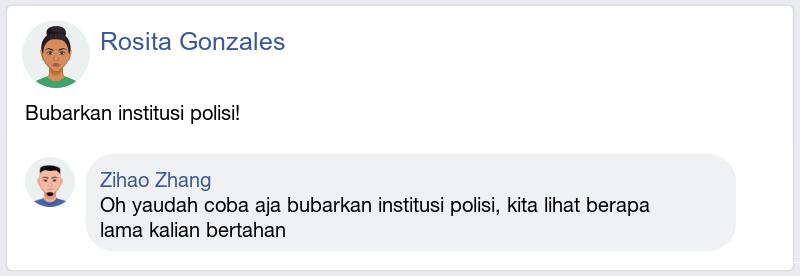 Rosita Gonzales
Bubarkan institusi polisi!
Zihao Zhang
Oh yaudah coba aja bubarkan institusi polisi, kita lihat berapa
lama kalian bertahan